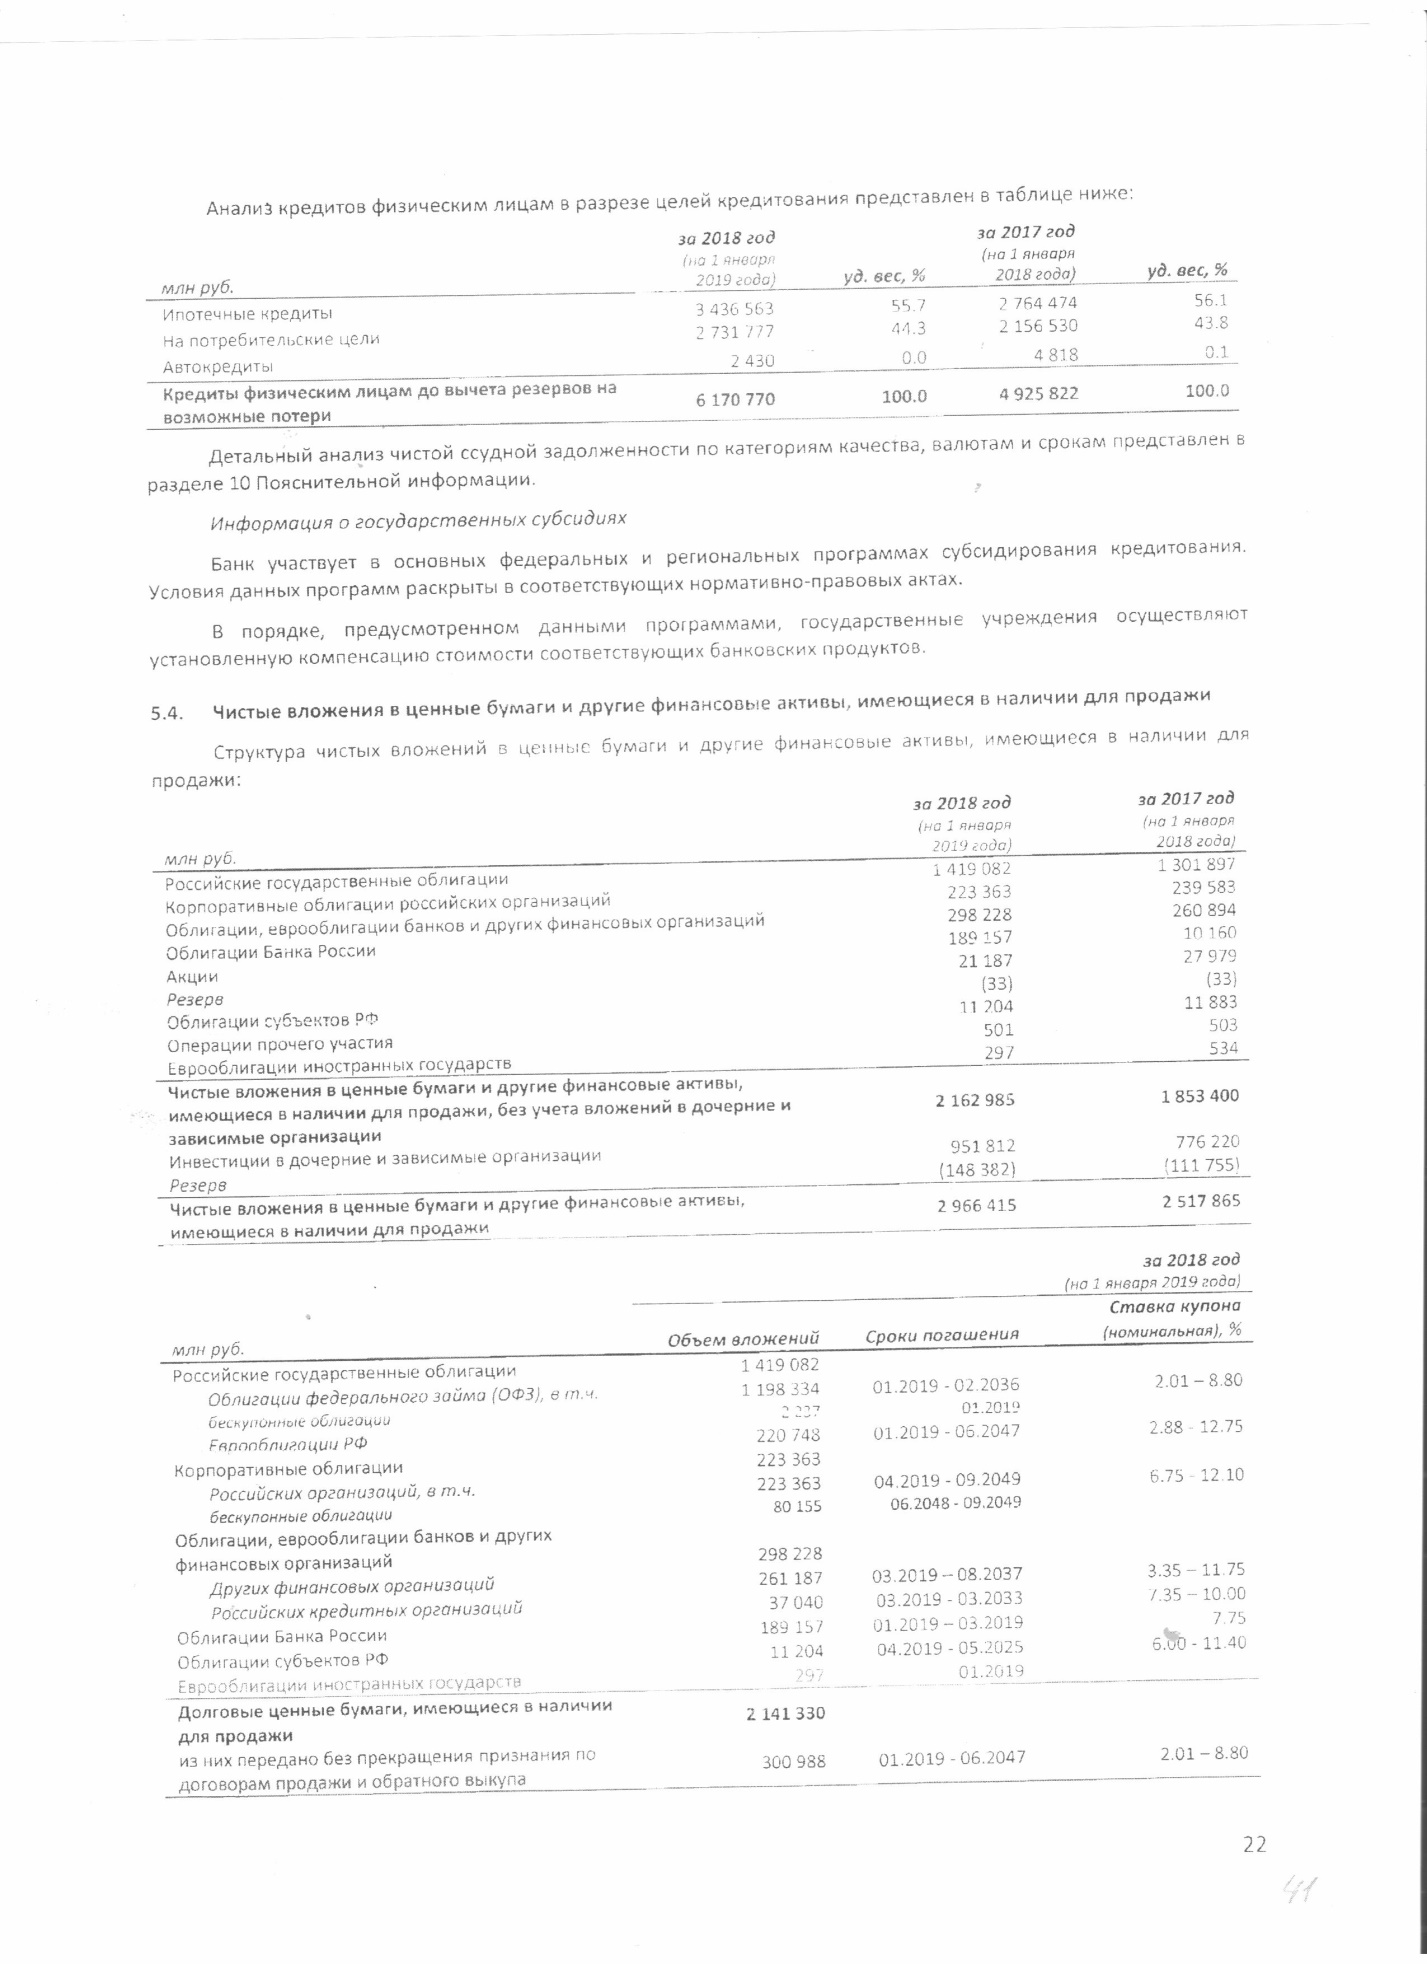 Анализ кредитов физическим лицам в разрезе целей кредитования представлен в таблице ниже:
за 2018 год за 2017 год
(на 1 января (на 1 января
млн руб. 2019 года) уд. вес, % 2018 года) уд. вес, %
Ипотечные кредиты 3 436 563 55.7 2 764 474 56.1
На потребительские цели 2 731 777 44.3 2 156 530 43.8
Автокредиты 2 430 0.0 4 818 0.1
Кредиты физическим лицам до вычета резервов на
возможные потери 6 170 770 100.0 4 925 822 100.0
Детальный анализ чистой ссудной задолженности по категориям качества, валютам и срокам представлен в
разделе 10 Пояснительной информации.
Информация о государственных субсидиях
Банк участвует в основных федеральных и региональных программах субсидирования кредитования.
Условия данных программ раскрыты в соответствующих нормативно-правовых актах.
В порядке, предусмотренном данными программами, государственные учреждения осуществляют
установленную компенсацию стоимости соответствующих банковских продуктов.
5.4. Чистые вложения в ценные бумаги и другие финансовые активы, имеющиеся в наличии для продажи
Структура чистых вложений в ценные бумаги и другие финансовые активы, имеющиеся в наличии для
продажи:
за 2018 год за 2017 год
(на 1 января (на 1 января
млн руб. 2019 года) 2018 года)
Российские государственные облигации 1 419 082 1 301 897
Корпоративные облигации российских организаций 223 363 239 583
Облигации, еврооблигации банков и других финансовых организаций 298 228 260 894
Облигации Банка России 189 157 10 160
Акции 21 187 27 979
Резерв (33) (33)
Облигации субъектов РФ 11 204 11 883
Операции прочего участия 501 503
Еврооблигации иностранных государств 297 534
Чистые вложения в ценные бумаги и другие финансовые активы,
имеющиеся в наличии для продажи, без учета вложений в дочерние и 2 162 985 1 853 400
зависимые организации
Инвестиции в дочерние и зависимые организации 951 812 776 220
Резерв (148 382) (111 755)
Чистые вложения в ценные бумаги и другие финансовые активы, 2 966 415 2 517 865
имеющиеся в наличии для продажи
за 2018 год
(на 1 января 2019 года)
Ставка купона
млн руб. Объем вложений Сроки погашения (номинальная), %
Российские государственные облигации 1 419 082
Облигации федерального займа (ОФЗ), в т.ч. 1 198 334 01.2019 - 02.2036 2.01 – 8.80
бескупонные облигации 01.2019
Еврооблигации РФ 220 748 01.2019 - 06.2047 2.88 - 12.75
Корпоративные облигации 223 363
Российских организаций, в т.ч. 223 363 04.2019 - 09.2049 6.75 - 12.10
бескупонные облигации 80 155 06.2048 - 09.2049
Облигации, еврооблигации банков и других
финансовых организаций 298 228
Других финансовых организаций 261 187 03.2019 – 08.2037 3.35 – 11.75
Российских кредитных организаций 37 040 03.2019 - 03.2033 7.35 – 10.00
Облигации Банка России 189 157 01.2019 – 03.2019 7.75
Облигации субъектов РФ 11 204 04.2019 - 05.2025 6.00 - 11.40
Еврооблигации иностранных государств 297 01.2019
Долговые ценные бумаги, имеющиеся в наличии 2 141 330
для продажи
из них передано без прекращения признания по 300 988 01.2019 - 06.2047 2.01 – 8.80
договорам продажи и обратного выкупа
22
41